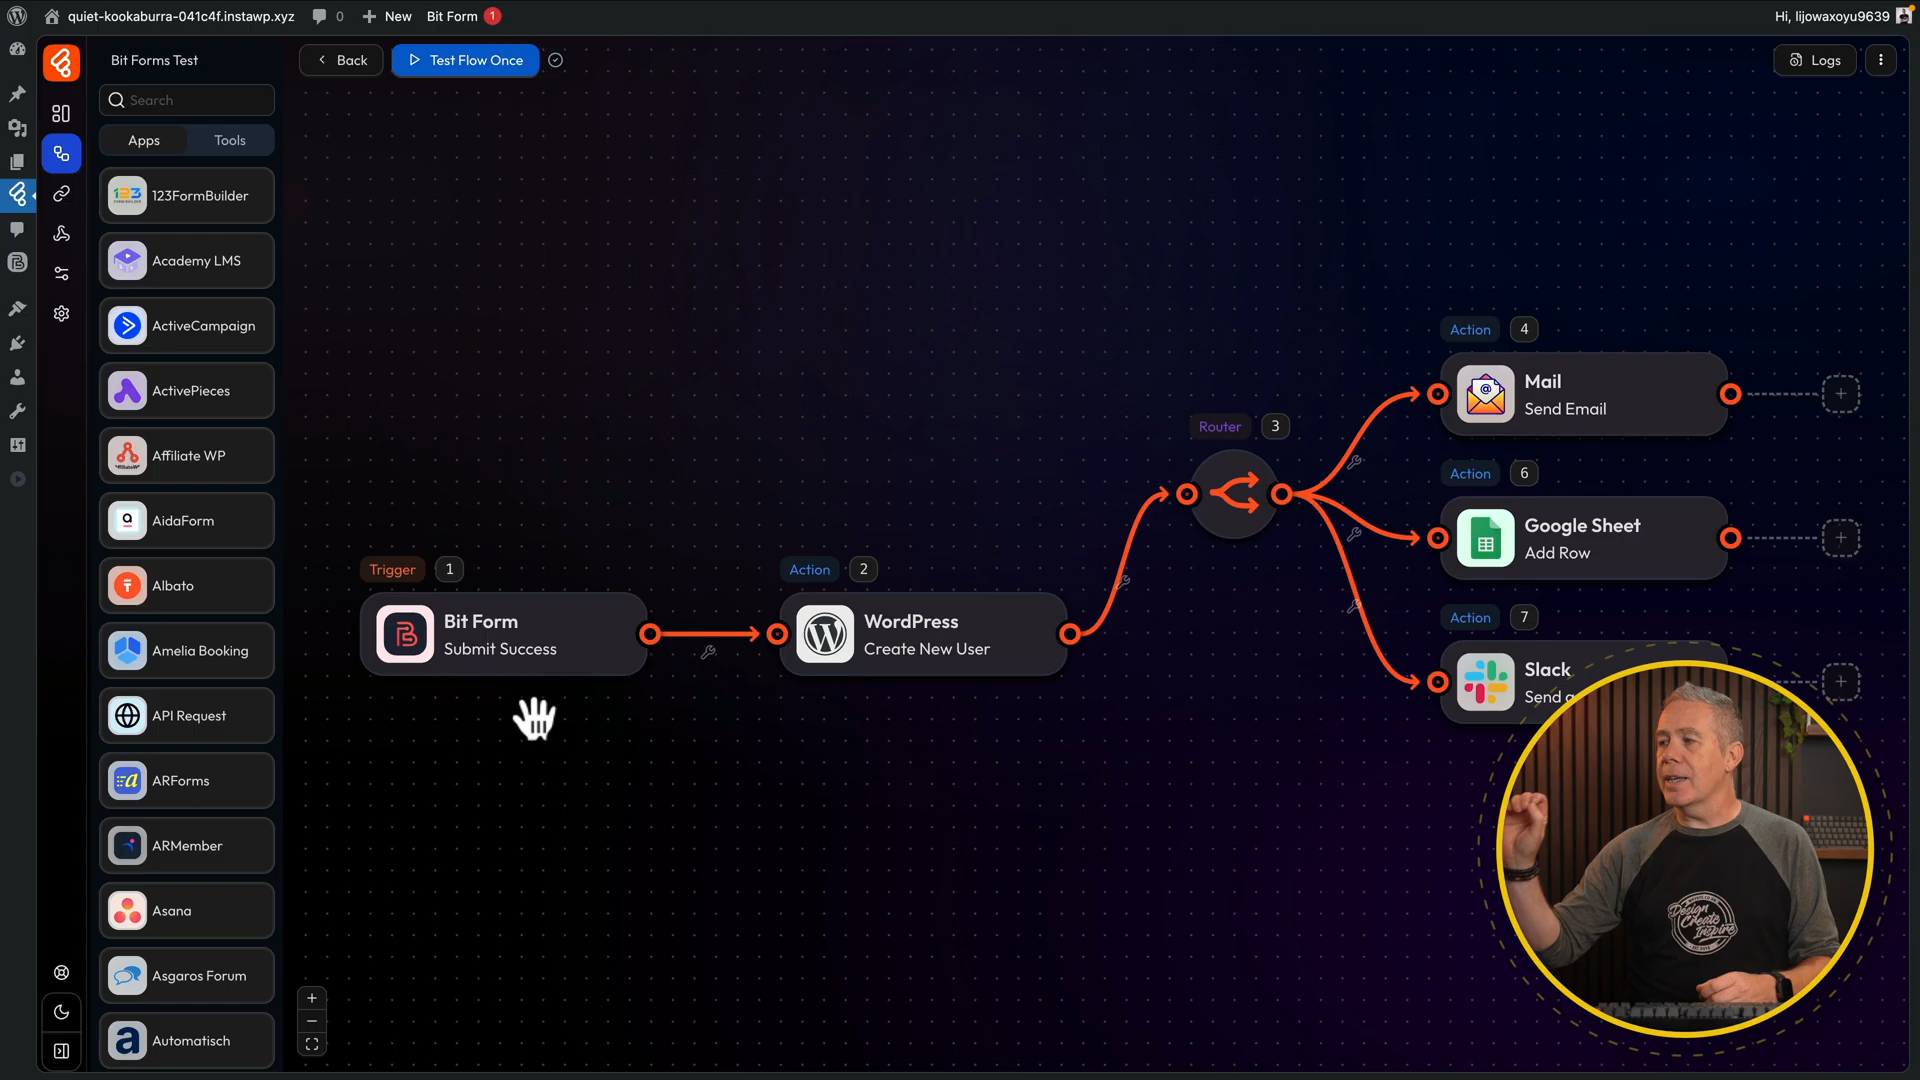 quiet-kookaburra-041c4f.instawp.xyz
0
New
Bit Form 1
Hi, lijowaxoyu9639
Bit Forms Test
Back
Test Flow Once
Logs
Search
Apps
Tools
123FormBuilder
Academy LMS
ActiveCampaign
ActivePieces
Affiliate WP
AidaForm
Albato
Amelia Booking
API Request
ARForms
ARMember
Asana
Asgaros Forum
Automatisch
Trigger 1
Bit Form
Submit Success
Action 2
WordPress
Create New User
Router 3
Action 4
Mail
Send Email
Action 6
Google Sheet
Add Row
Action 7
Slack
Send
Design
Create
Inspire